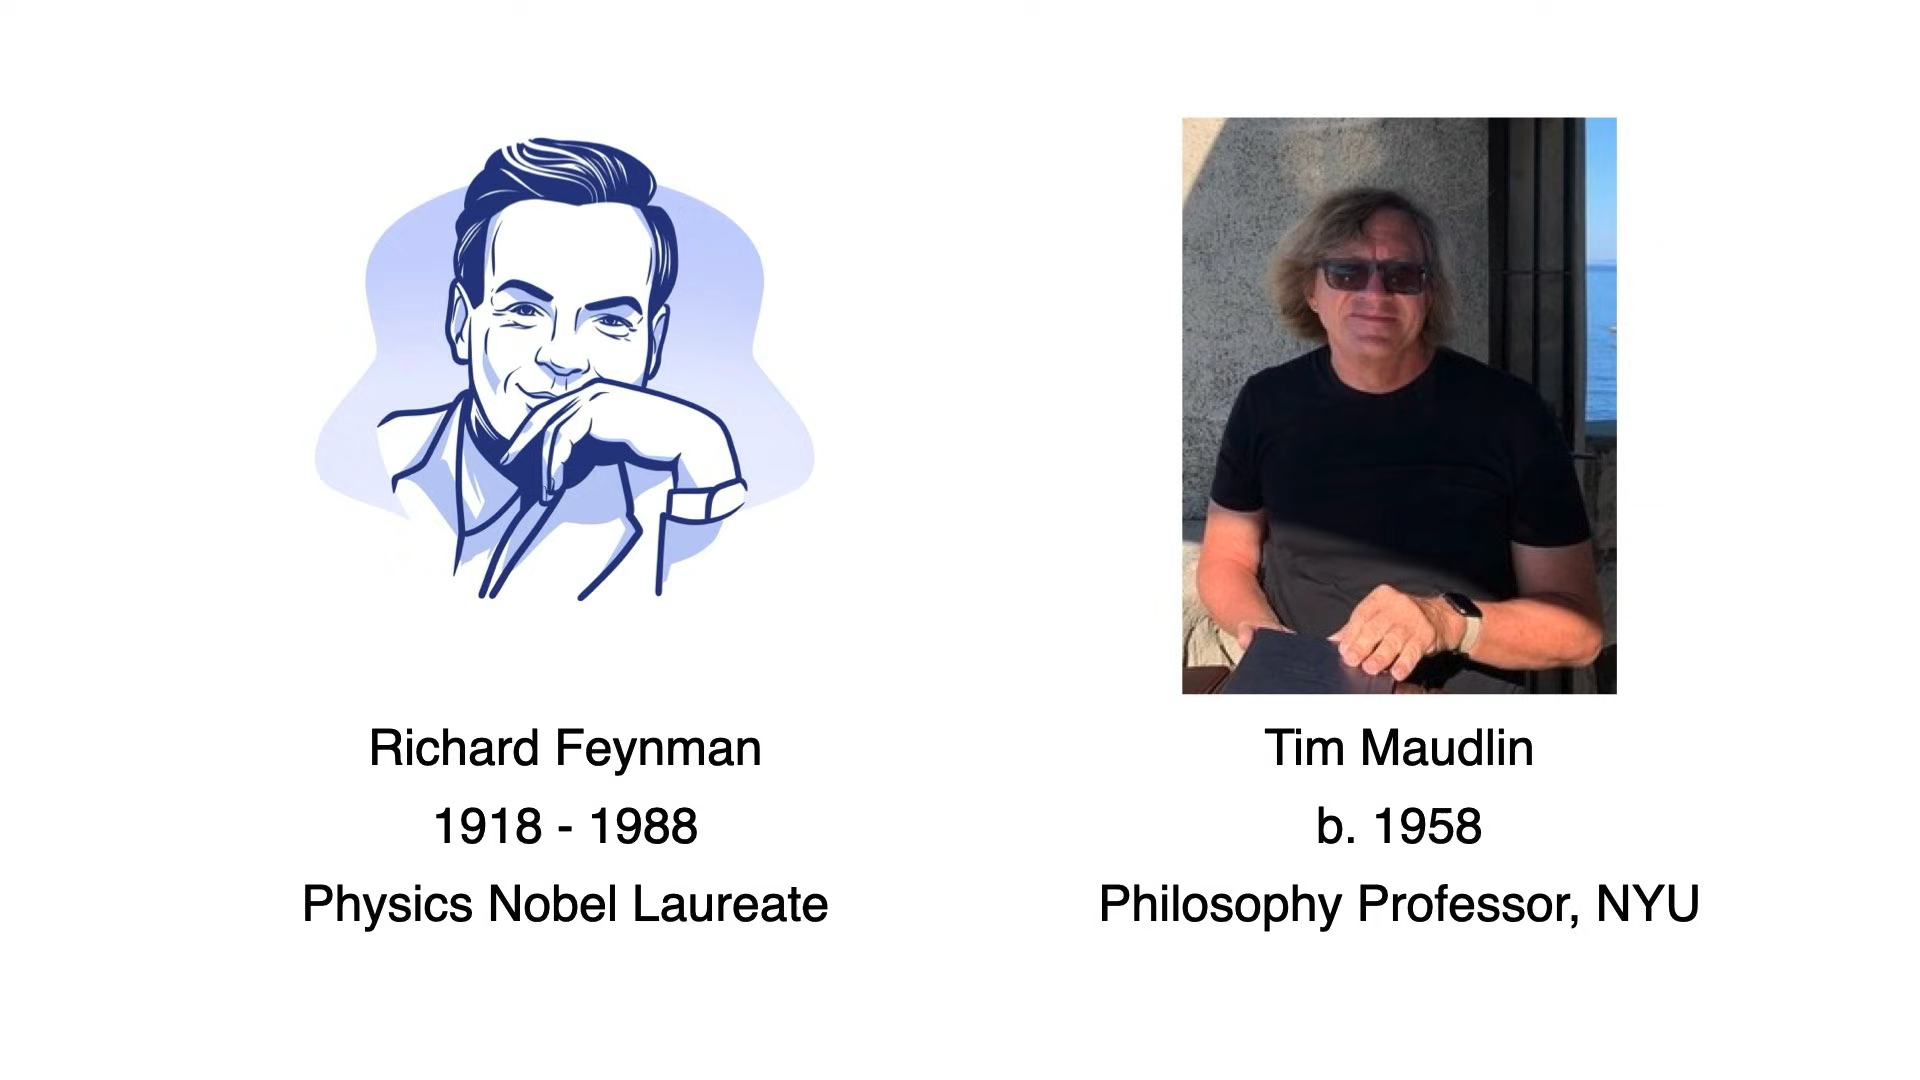 Richard Feynman
1918 - 1988
Physics Nobel Laureate
Tim Maudlin
b. 1958
Philosophy Professor, NYU